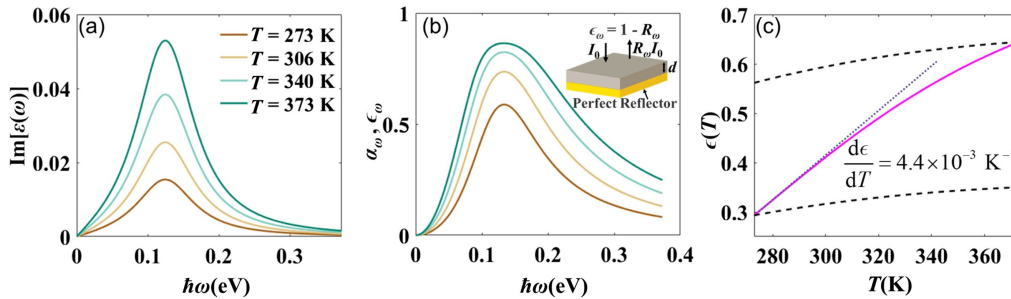 (a)
T = 273 K
T = 306 K
T = 340 K
T = 373 K
Im[ε(ω)]
0.06
0.04
0.02
0
0 0.1 0.2 0.3
ħω(eV)
(b)
ϵω = 1 - Rω
I0 RωI0
d
Perfect Reflector
αω, ϵω
1
0.5
0
0 0.1 0.2 0.3 0.4
ħω(eV)
(c)
ϵ(T)
0.7
0.6
0.5
0.4
0.3
dϵ/dT = 4.4×10⁻³ K⁻
280 300 320 340 360
T(K)